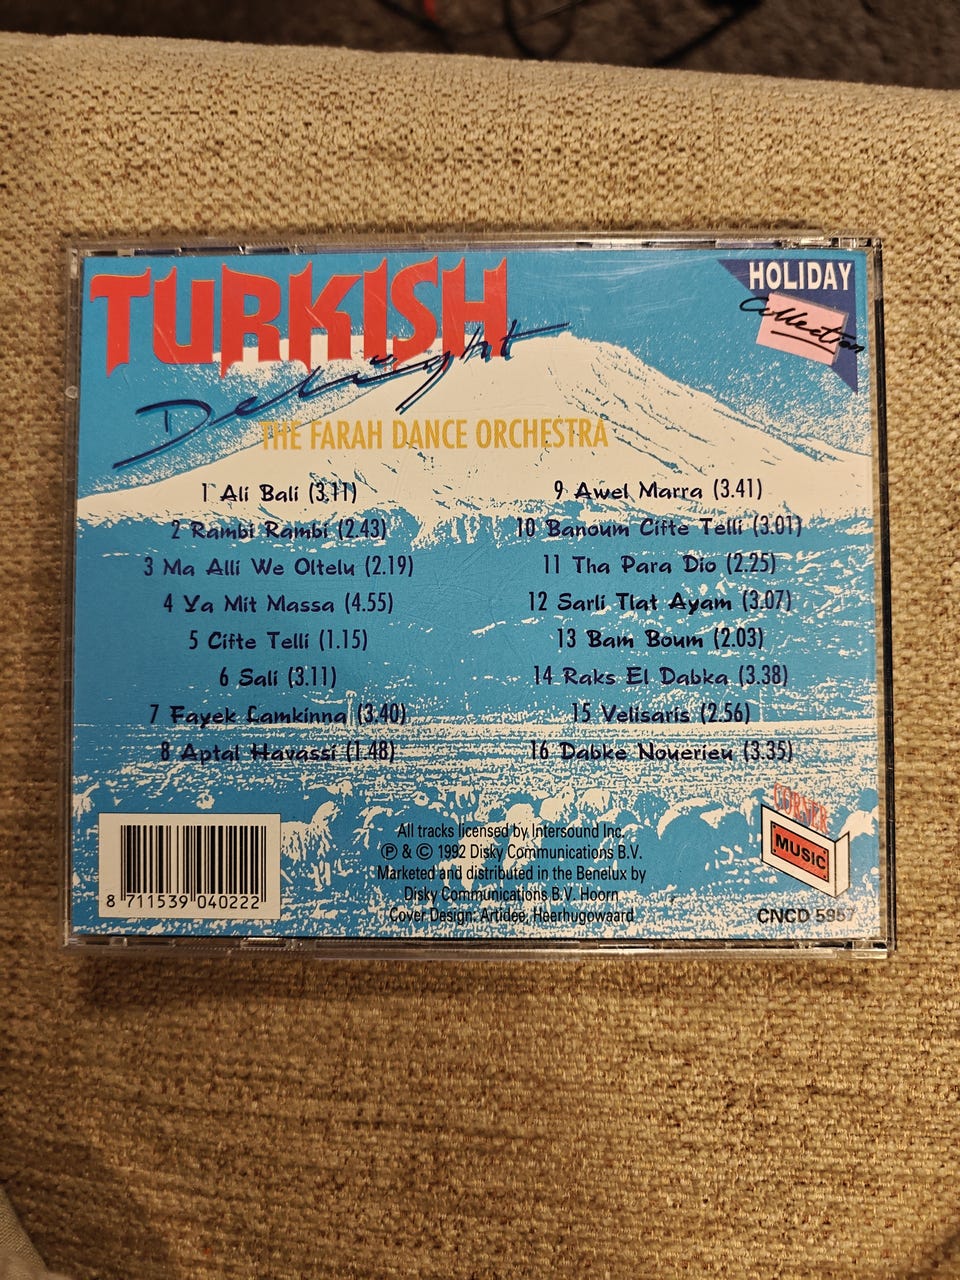 TURKISH
Delight
HOLIDAY
Collection
THE FARAH DANCE ORCHESTRA
1 Ali Bali (3.11)
2 Rambi Rambi (2.43)
3 Ma Alli We Oltelu (2.19)
4 Ya Mit Massa (4.55)
5 Cifte Telli (1.15)
6 Sali (3.11)
7 Fayek Lamkinna (3.40)
8 Aptal Havassi (1.48)
9 Awel Marra (3.41)
10 Banoum Cifte Telli (3.01)
11 Tha Para Dio (2.25)
12 Sarli Tlat Ayam (3.07)
13 Bam Boum (2.03)
14 Raks El Dabka (3.38)
15 Velisaris (2.56)
16 Dabke Nouerieu (3.35)
8 711539 040222
All tracks licensed by Intersound Inc.
℗ & © 1992 Disky Communications B.V.
Marketed and distributed in the Benelux by
Disky Communications B.V. Hoorn
Cover Design: Artidee, Heerhugowaard
CORNER
MUSIC
CNCD 5957